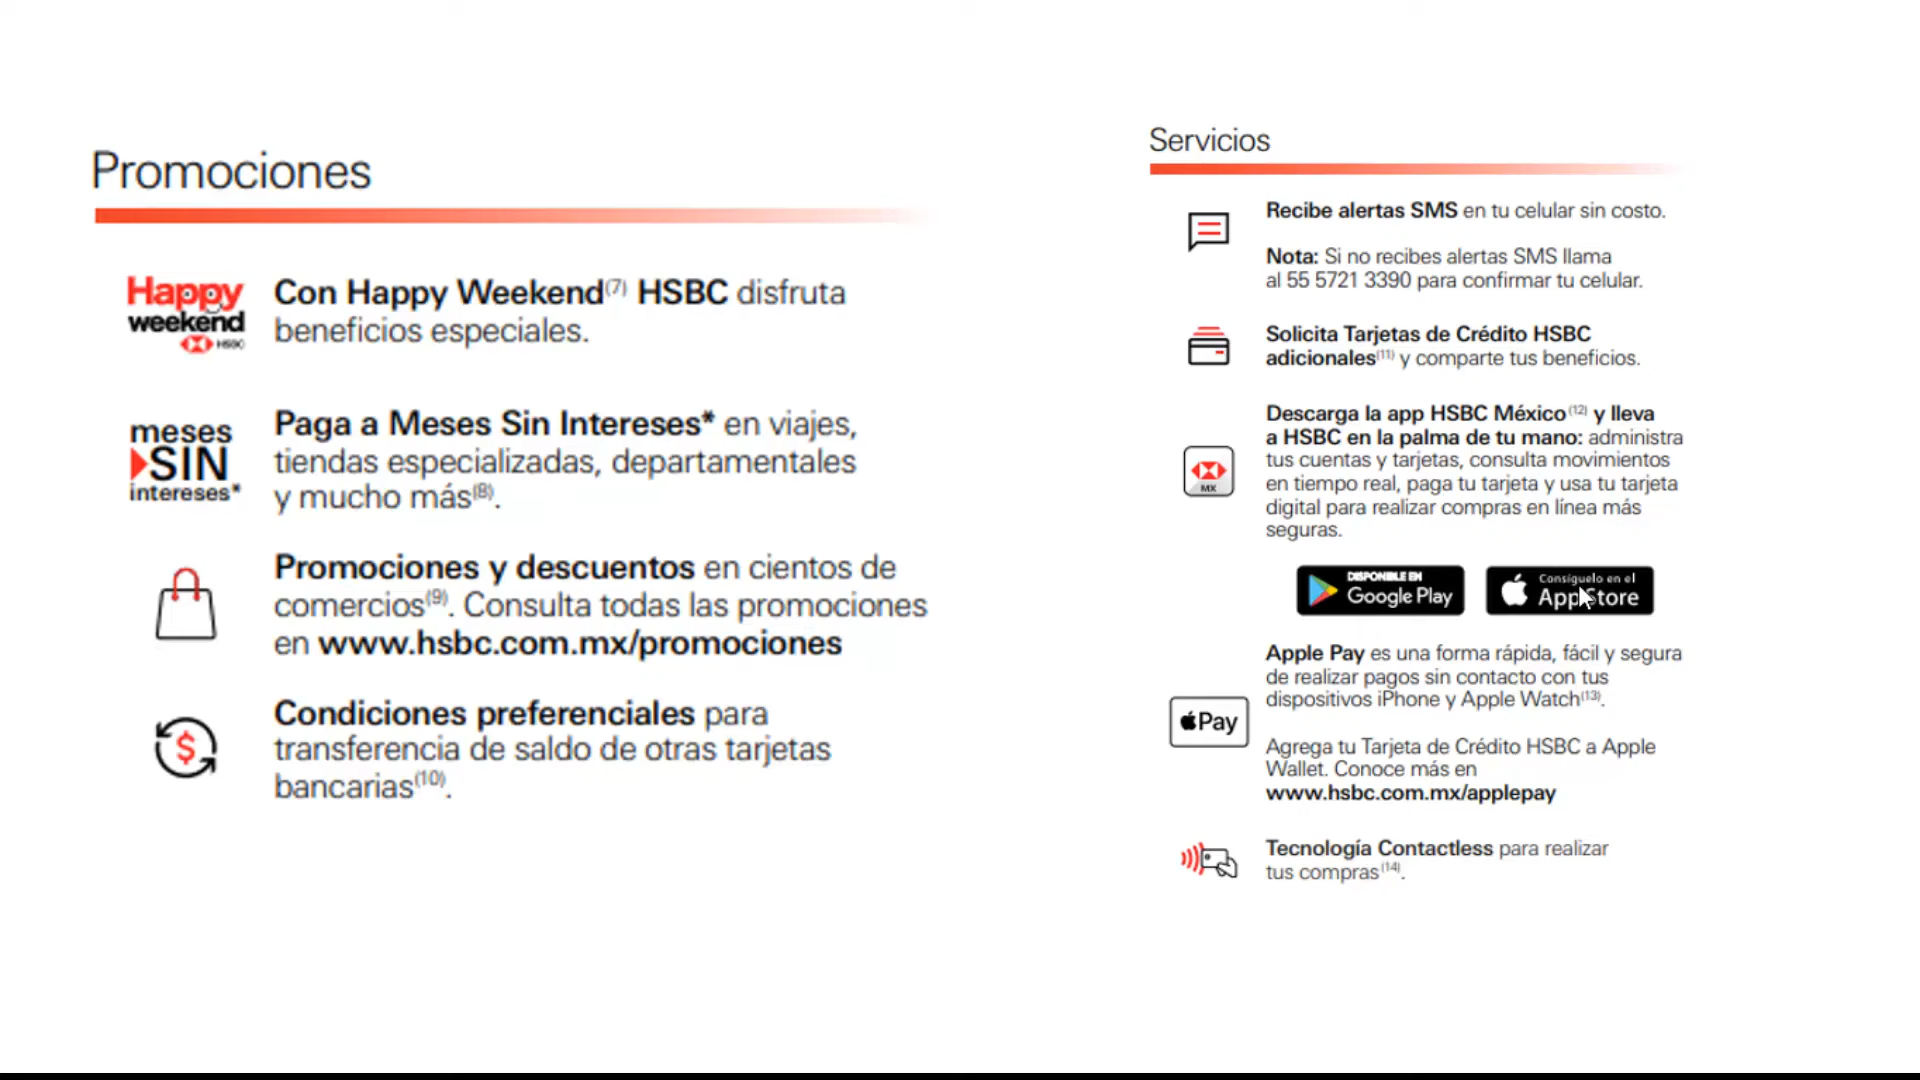 Promociones
Happy
weekend
HSBC
Con Happy Weekend(7) HSBC disfruta
beneficios especiales.
meses
SIN
intereses*
Paga a Meses Sin Intereses* en viajes,
tiendas especializadas, departamentales
y mucho más(8).
Promociones y descuentos en cientos de
comercios(9). Consulta todas las promociones
en www.hsbc.com.mx/promociones
$
Condiciones preferenciales para
transferencia de saldo de otras tarjetas
bancarias(10).
Servicios
Recibe alertas SMS en tu celular sin costo.
Nota: Si no recibes alertas SMS llama
al 55 5721 3390 para confirmar tu celular.
Solicita Tarjetas de Crédito HSBC
adicionales(11) y comparte tus beneficios.
MX
Descarga la app HSBC México(12) y lleva
a HSBC en la palma de tu mano: administra
tus cuentas y tarjetas, consulta movimientos
en tiempo real, paga tu tarjeta y usa tu tarjeta
digital para realizar compras en línea más
seguras.
DISPONIBLE EN
Google Play
Consíguelo en el
App Store
Pay
Apple Pay es una forma rápida, fácil y segura
de realizar pagos sin contacto con tus
dispositivos iPhone y Apple Watch(13).
Agrega tu Tarjeta de Crédito HSBC a Apple
Wallet. Conoce más en
www.hsbc.com.mx/applepay
Tecnología Contactless para realizar
tus compras(14).